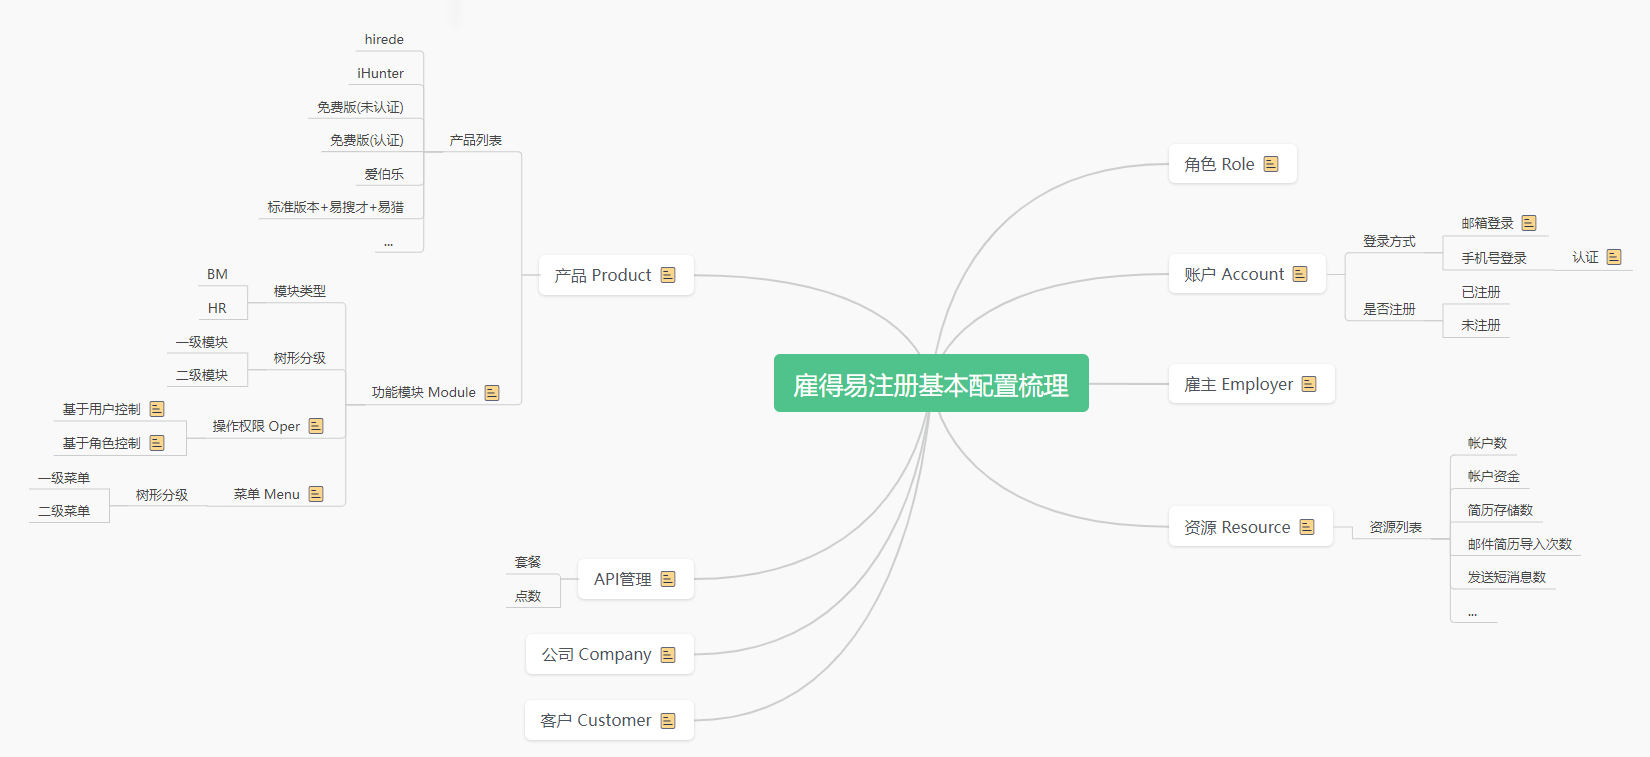 雇得易注册基本配置梳理
角色 Role
账户 Account
登录方式
邮箱登录
手机号登录
认证
是否注册
已注册
未注册
雇主 Employer
资源 Resource
资源列表
帐户数
帐户资金
简历存储数
邮件简历导入次数
发送短消息数
...
产品 Product
产品列表
hirede
iHunter
免费版(未认证)
免费版(认证)
爱伯乐
标准版本+易搜才+易猎
...
功能模块 Module
模块类型
BM
HR
树形分级
一级模块
二级模块
操作权限 Oper
基于用户控制
基于角色控制
菜单 Menu
树形分级
一级菜单
二级菜单
API管理
套餐
点数
公司 Company
客户 Customer